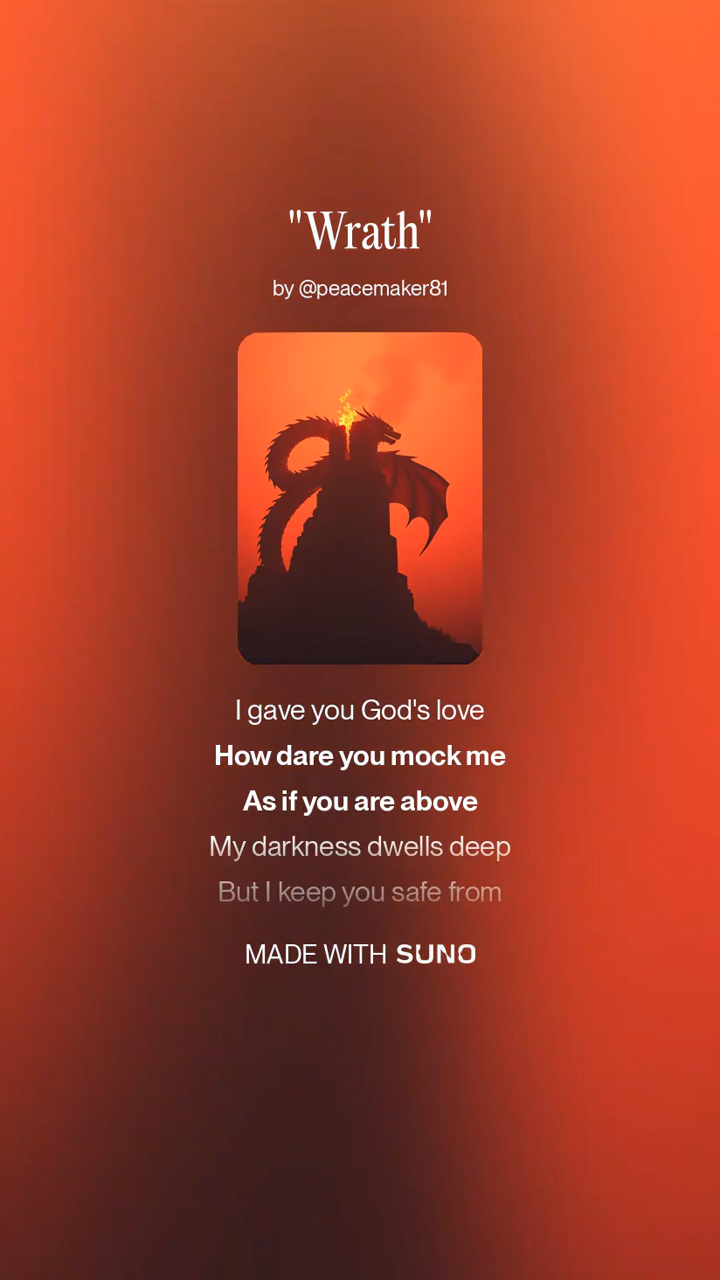 "Wrath"
by @peacemaker81
I gave you God's love
How dare you mock me
As if you are above
My darkness dwells deep
But I keep you safe from
MADE WITH SUNO